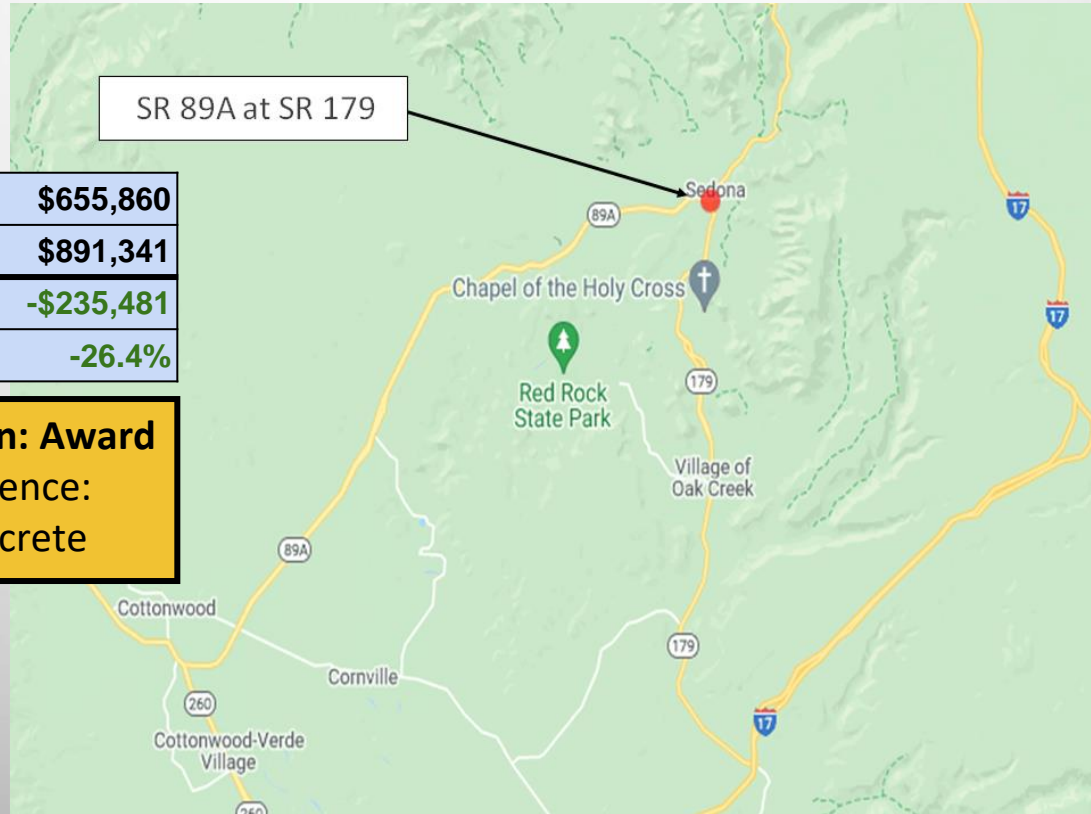 SR 89A at SR 179
$655,860
$891,341
-$235,481
-26.4%
n: Award
ence:
crete
Sedona
89A
17
Chapel of the Holy Cross
17
179
Red Rock
State Park
Village of
Oak Creek
89A
Cottonwood
179
Cornville
260
17
Cottonwood-Verde
Village
260